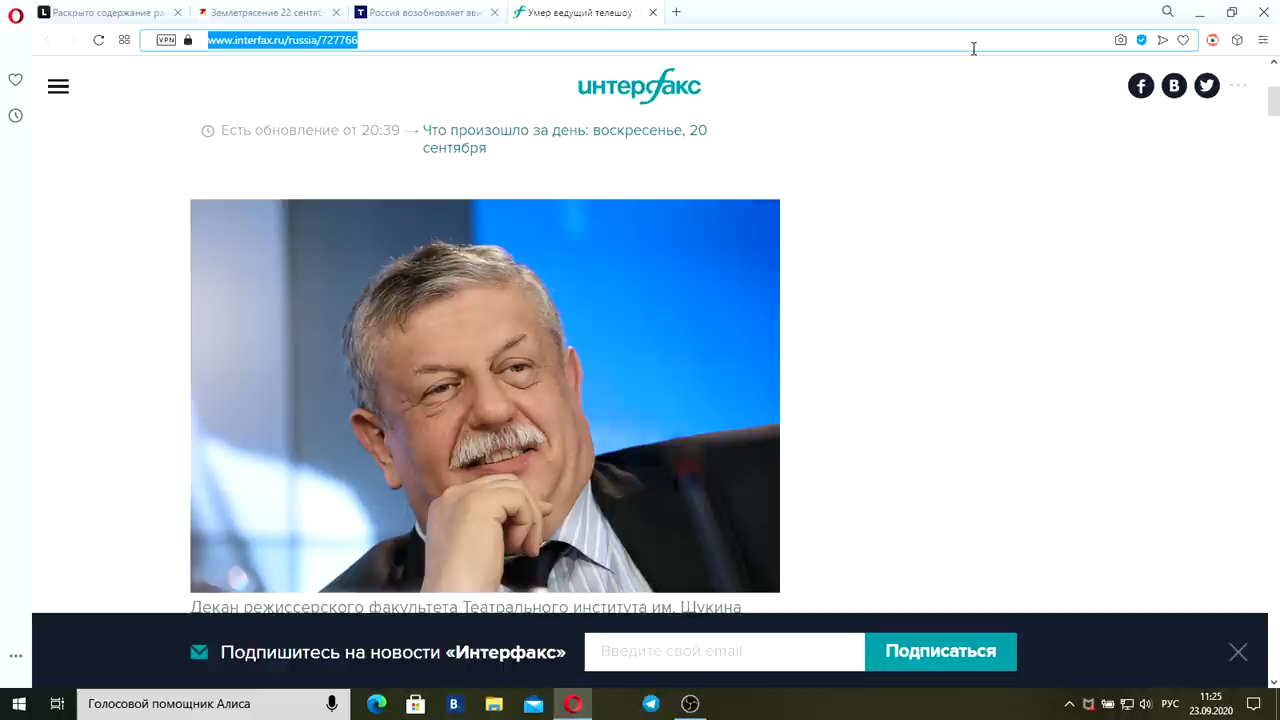 Раскрыто содержание ра
Землетрясение 22 сентяб
Россия возобновляет ави
Умер ведущий телешоу "
VPN
www.interfax.ru/russia/727766
интерфакс
Есть обновление от 20:39 → Что произошло за день: воскресенье, 20
сентября
Декан режиссерского факультета Театрального института им. Щукина
Подпишитесь на новости «Интерфакс»
Введите свой email
Подписаться
Голосовой помощник Алиса
РУС
11:25
23.09.2020